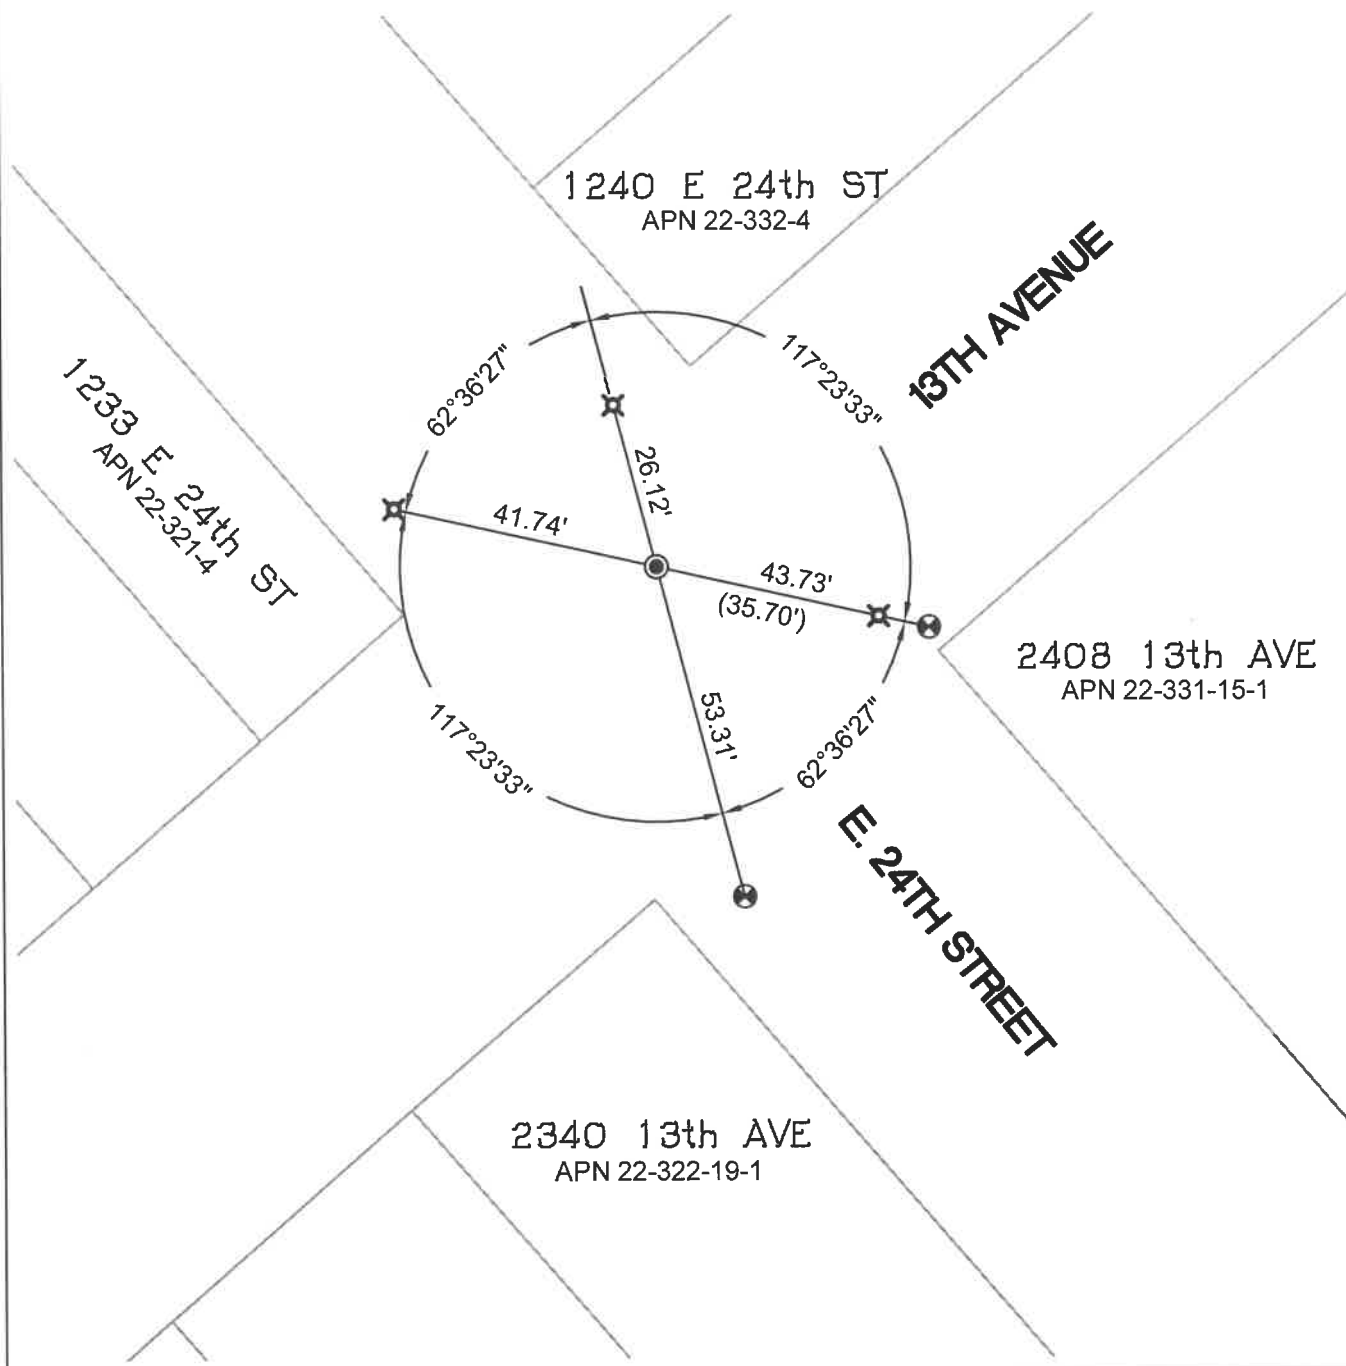 1240 E 24th ST
APN 22-332-4
13TH AVENUE
117°23'33"
62°36'27"
1233 E 24th ST
APN 22-321-4
26.12'
41.74'
43.73'
(35.70')
2408 13th AVE
APN 22-331-15-1
53.31'
62°36'27"
117°23'33"
E. 24TH STREET
2340 13th AVE
APN 22-322-19-1